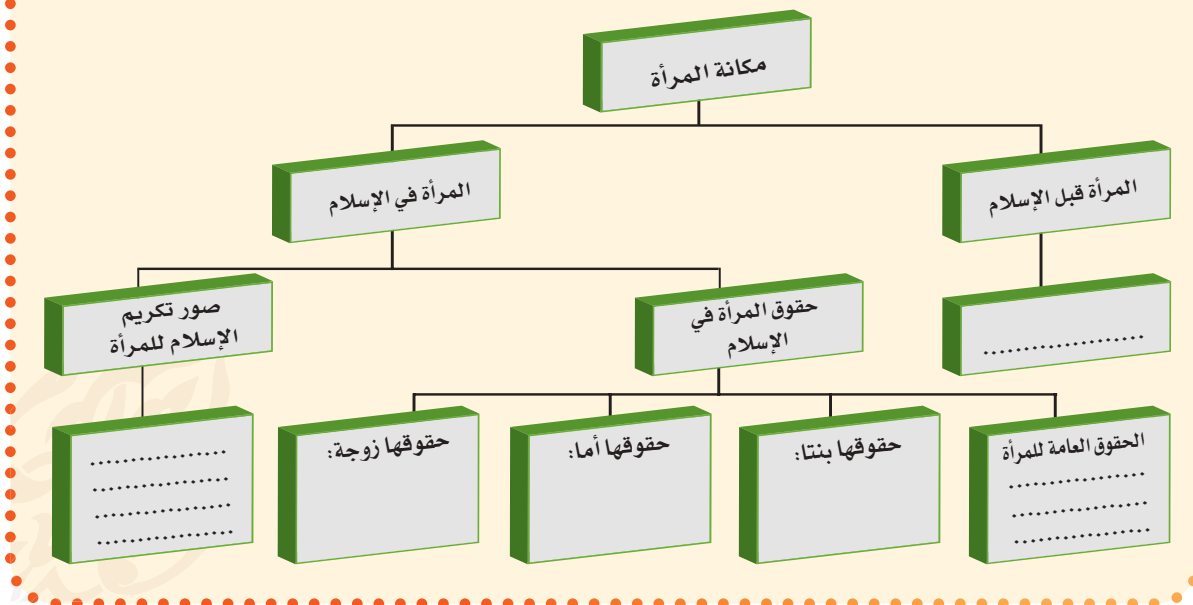 مكانة المرأة
المرأة قبل الإسلام
المرأة في الإسلام
...................
حقوق المرأة في
الإسلام
صور تكريم
الإسلام للمرأة
الحقوق العامة للمرأة
................
................
................
حقوقها بنتا:
حقوقها أما:
حقوقها زوجة:
................
................
................
................